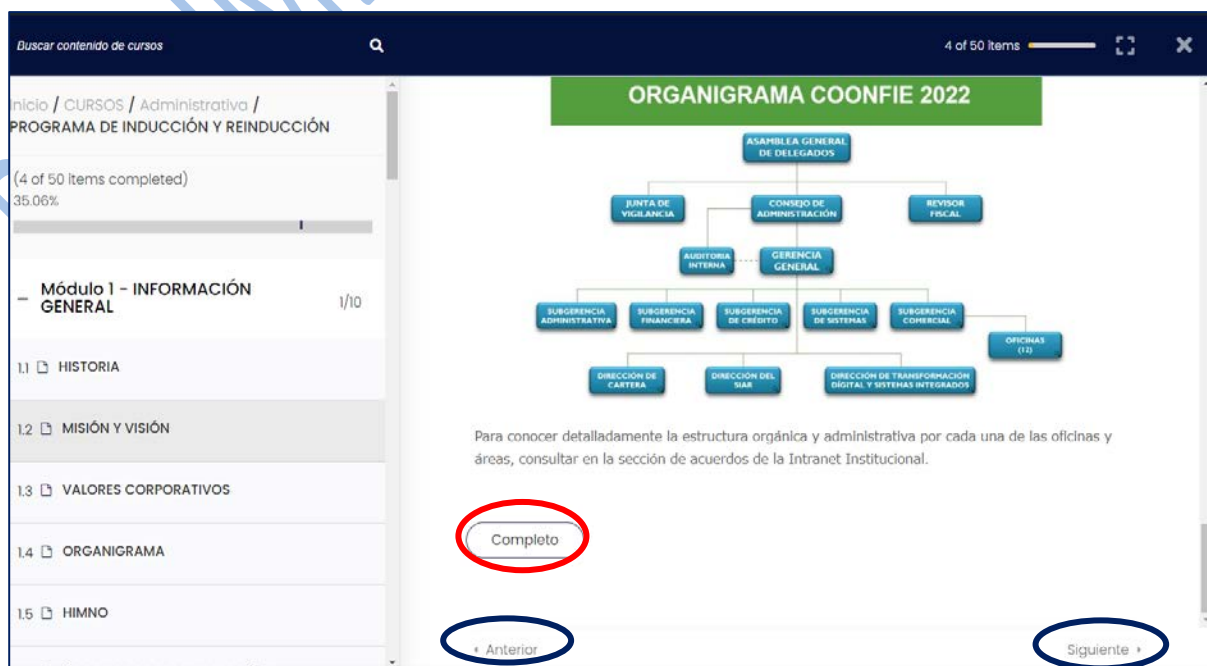 Buscar contenido de cursos
4 of 50 items
Inicio / CURSOS / Administrativa /
PROGRAMA DE INDUCCIÓN Y REINDUCCIÓN
(4 of 50 items completed)
35.06%
Módulo 1 - INFORMACIÓN
GENERAL
1/10
1.1 HISTORIA
1.2 MISIÓN Y VISIÓN
1.3 VALORES CORPORATIVOS
1.4 ORGANIGRAMA
1.5 HIMNO
ORGANIGRAMA COONFIE 2022
ASAMBLEA GENERAL
DE DELEGADOS
JUNTA DE
VIGILANCIA
CONSEJO DE
ADMINISTRACIÓN
REVISOR
FISCAL
AUDITORIA
INTERNA
GERENCIA
GENERAL
SUBGERENCIA
ADMINISTRATIVA
SUBGERENCIA
FINANCIERA
SUBGERENCIA
DE CRÉDITO
SUBGERENCIA
DE SISTEMAS
SUBGERENCIA
COMERCIAL
OFICINAS
(12)
DIRECCIÓN DE
CARTERA
DIRECCIÓN DEL
SIAR
DIRECCIÓN DE TRANSFORMACIÓN
DIGITAL Y SISTEMAS INTEGRADOS
Para conocer detalladamente la estructura orgánica y administrativa por cada una de las oficinas y
áreas, consultar en la sección de acuerdos de la Intranet Institucional.
Completo
Anterior
Siguiente